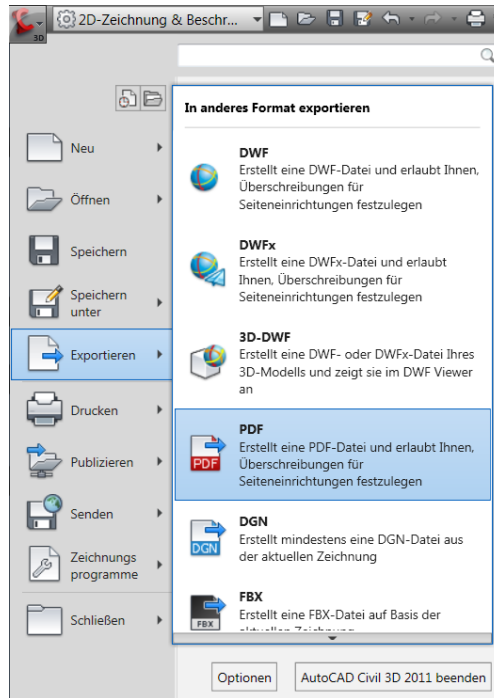 3D
2D-Zeichnung & Beschr...
In anderes Format exportieren
Neu
Öffnen
Speichern
Speichern
unter
Exportieren
Drucken
Publizieren
Senden
Zeichnungs
programme
Schließen
DWF
Erstellt eine DWF-Datei und erlaubt Ihnen,
Überschreibungen für
Seiteneinrichtungen festzulegen
DWFx
Erstellt eine DWFx-Datei und erlaubt
Ihnen, Überschreibungen für
Seiteneinrichtungen festzulegen
3D-DWF
Erstellt eine DWF- oder DWFx-Datei Ihres
3D-Modells und zeigt sie im DWF Viewer
an
PDF
PDF
Erstellt eine PDF-Datei und erlaubt Ihnen,
Überschreibungen für
Seiteneinrichtungen festzulegen
DGN
DGN
Erstellt mindestens eine DGN-Datei aus
der aktuellen Zeichnung
FBX
FBX
Erstellt eine FBX-Datei auf Basis der
aktuellen Zeichnung
Optionen
AutoCAD Civil 3D 2011 beenden